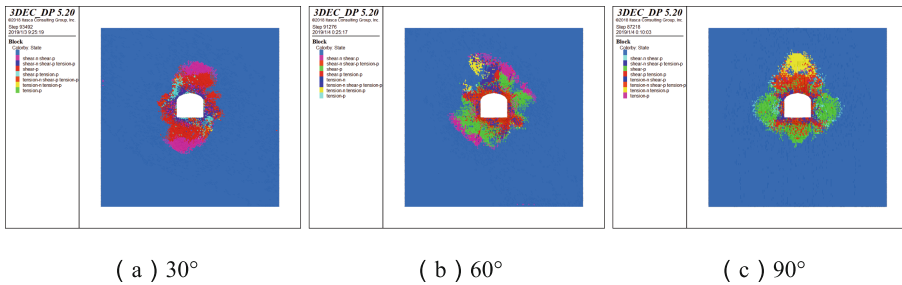 3DEC_DP 5.20
©2016 Itasca Consulting Group, Inc.
Step 93492
2019/1/3 9:25:19
Block
Colorby: State
shear-n shear-p
shear-n shear-p tension-p
shear-p
shear-p tension-p
tension-n shear-p tension-p
tension-n tension-p
tension-p
(a) 30°
3DEC_DP 5.20
©2016 Itasca Consulting Group, Inc.
Step 91276
2019/1/4 0:25:17
Block
Colorby: State
shear-n shear-p
shear-n shear-p tension-p
shear-p
shear-p tension-p
tension-n
tension-n shear-p tension-p
tension-n tension-p
tension-p
(b) 60°
3DEC_DP 5.20
©2016 Itasca Consulting Group, Inc.
Step 87218
2019/1/4 0:10:03
Block
Colorby: State
shear-n shear-p
shear-n shear-p tension-p
shear-p
shear-p tension-p
tension-n shear-p tension-p
tension-n tension-p
tension-p
(c) 90°